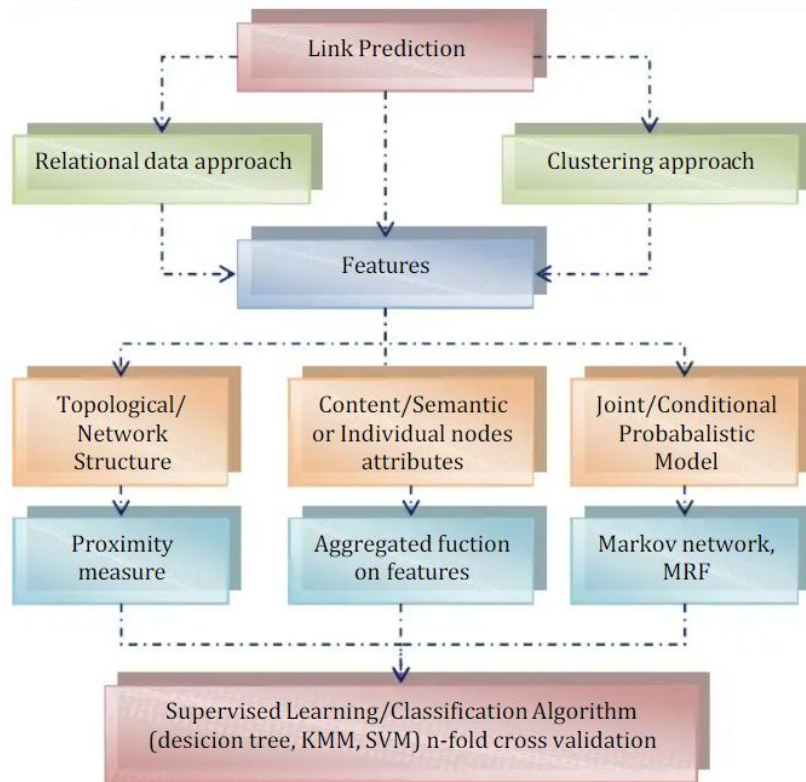 Link Prediction
Relational data approach
Clustering approach
Features
Topological/
Network
Structure
Content/Semantic
or Individual nodes
attributes
Joint/Conditional
Probabalistic
Model
Proximity
measure
Aggregated fuction
on features
Markov network,
MRF
Supervised Learning/Classification Algorithm
(desicion tree, KMM, SVM) n-fold cross validation